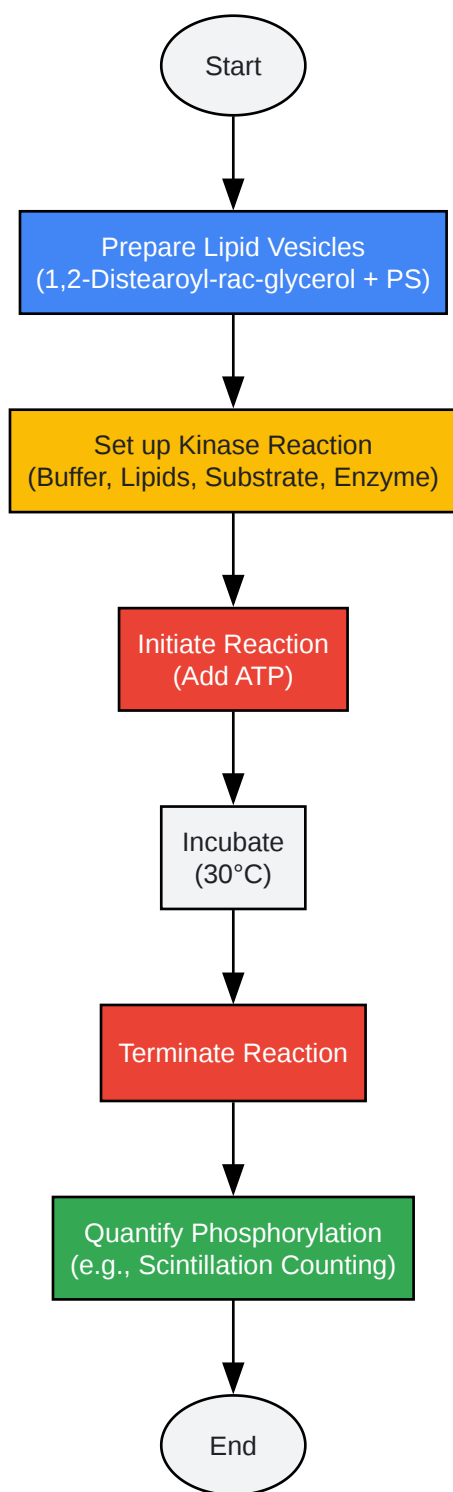 Start
Prepare Lipid Vesicles
(1,2-Distearoyl-rac-glycerol + PS)
Set up Kinase Reaction
(Buffer, Lipids, Substrate, Enzyme)
Initiate Reaction
(Add ATP)
Incubate
(30°C)
Terminate Reaction
Quantify Phosphorylation
(e.g., Scintillation Counting)
End